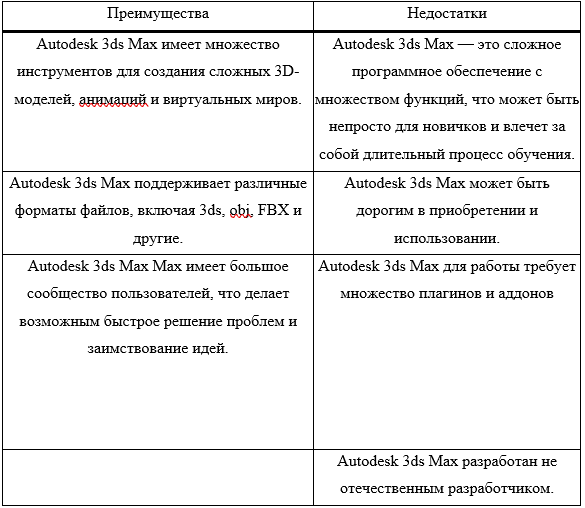 Преимущества
Недостатки
Autodesk 3ds Max имеет множество
инструментов для создания сложных 3D-
моделей, анимаций и виртуальных миров.
Autodesk 3ds Max — это сложное
программное обеспечение с
множеством функций, что может быть
непросто для новичков и влечет за
собой длительный процесс обучения.
Autodesk 3ds Max поддерживает различные
форматы файлов, включая 3ds, obj, FBX и
другие.
Autodesk 3ds Max может быть
дорогим в приобретении и
использовании.
Autodesk 3ds Max Max имеет большое
сообщество пользователей, что делает
возможным быстрое решение проблем и
заимствование идей.
Autodesk 3ds Max для работы требует
множество плагинов и аддонов
Autodesk 3ds Max разработан не
отечественным разработчиком.